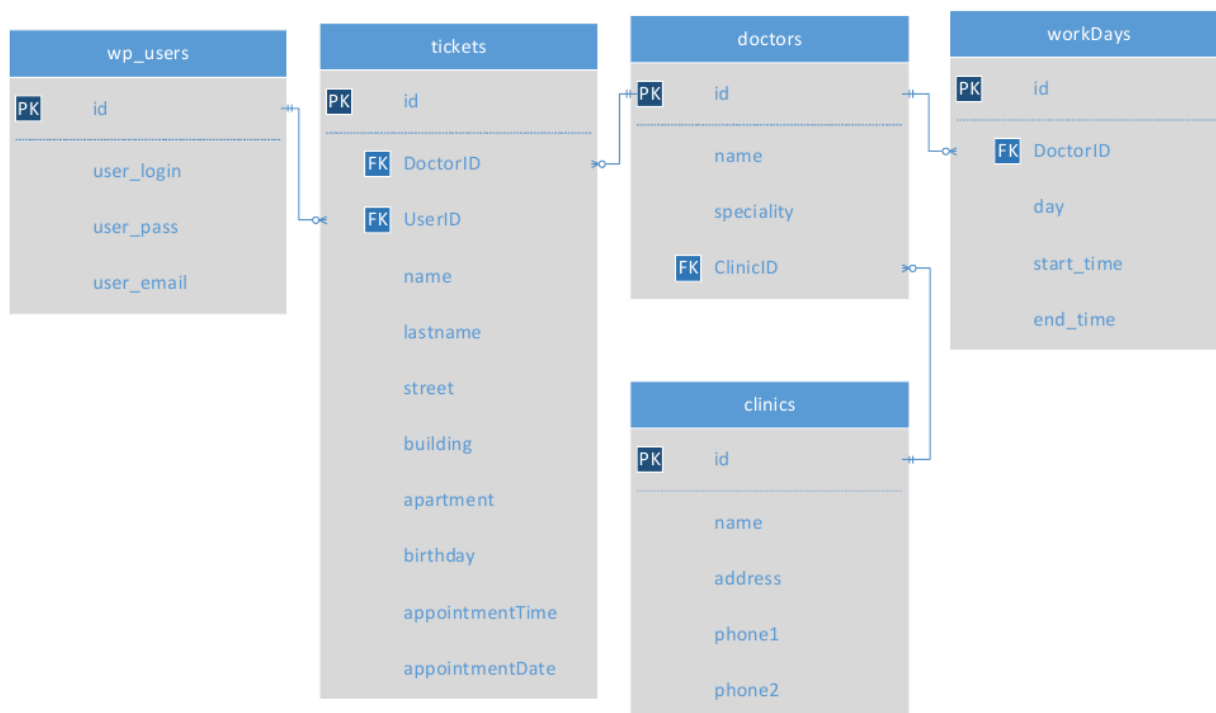 wp_users
PK id
user_login
user_pass
user_email
tickets
PK id
FK DoctorID
FK UserID
name
lastname
street
building
apartment
birthday
appointmentTime
appointmentDate
doctors
PK id
name
speciality
FK ClinicID
workDays
PK id
FK DoctorID
day
start_time
end_time
clinics
PK id
name
address
phone1
phone2